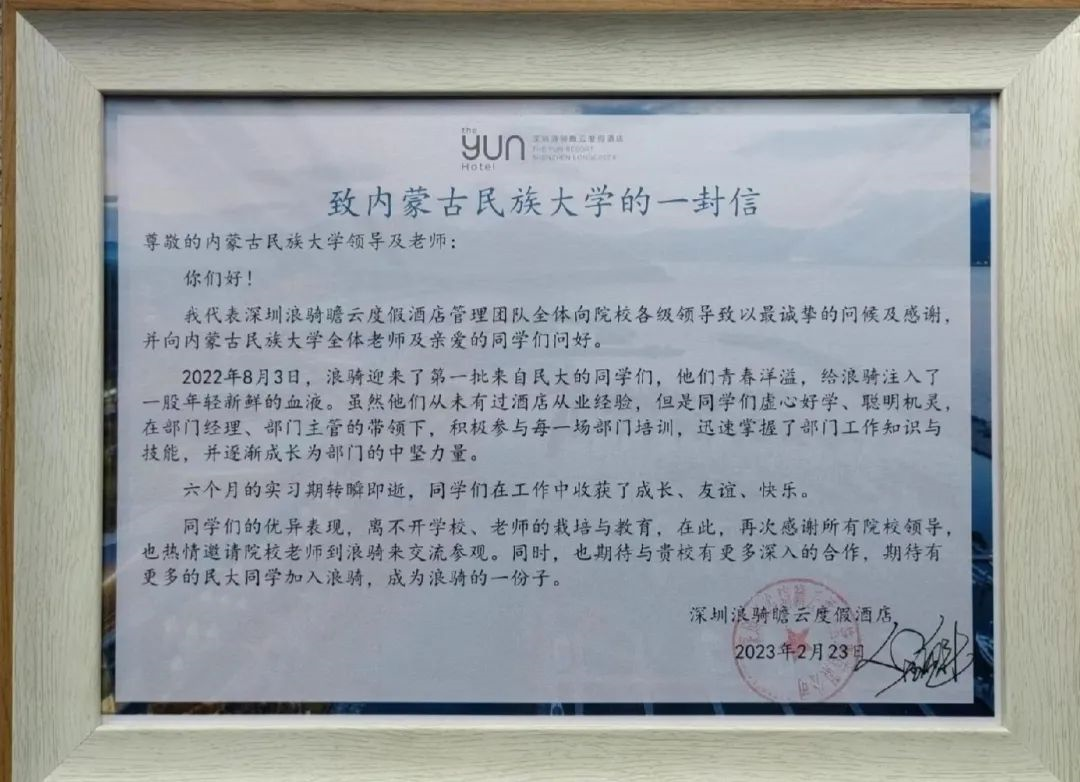 the
YUN
Hotel
深圳浪骑瞻云度假酒店
THE YUN RESORT
SHENZHEN LONGCHEER
致内蒙古民族大学的一封信
尊敬的内蒙古民族大学领导及老师：
你们好！
我代表深圳浪骑瞻云度假酒店管理团队全体向院校各级领导致以最诚挚的问候及感谢，
并向内蒙古民族大学全体老师及亲爱的同学们问好。
2022年8月3日，浪骑迎来了第一批来自民大的同学们，他们青春洋溢，给浪骑注入了
一股年轻新鲜的血液。虽然他们从未有过酒店从业经验，但是同学们虚心好学、聪明机灵，
在部门经理、部门主管的带领下，积极参与每一场部门培训，迅速掌握了部门工作知识与
技能，并逐渐成长为部门的中坚力量。
六个月的实习期转瞬即逝，同学们在工作中收获了成长、友谊、快乐。
同学们的优异表现，离不开学校、老师的栽培与教育，在此，再次感谢所有院校领导，
也热情邀请院校老师到浪骑来交流参观。同时，也期待与贵校有更多深入的合作，期待有
更多的民大同学加入浪骑，成为浪骑的一份子。
深圳浪骑瞻云度假酒店
2023年2月23日